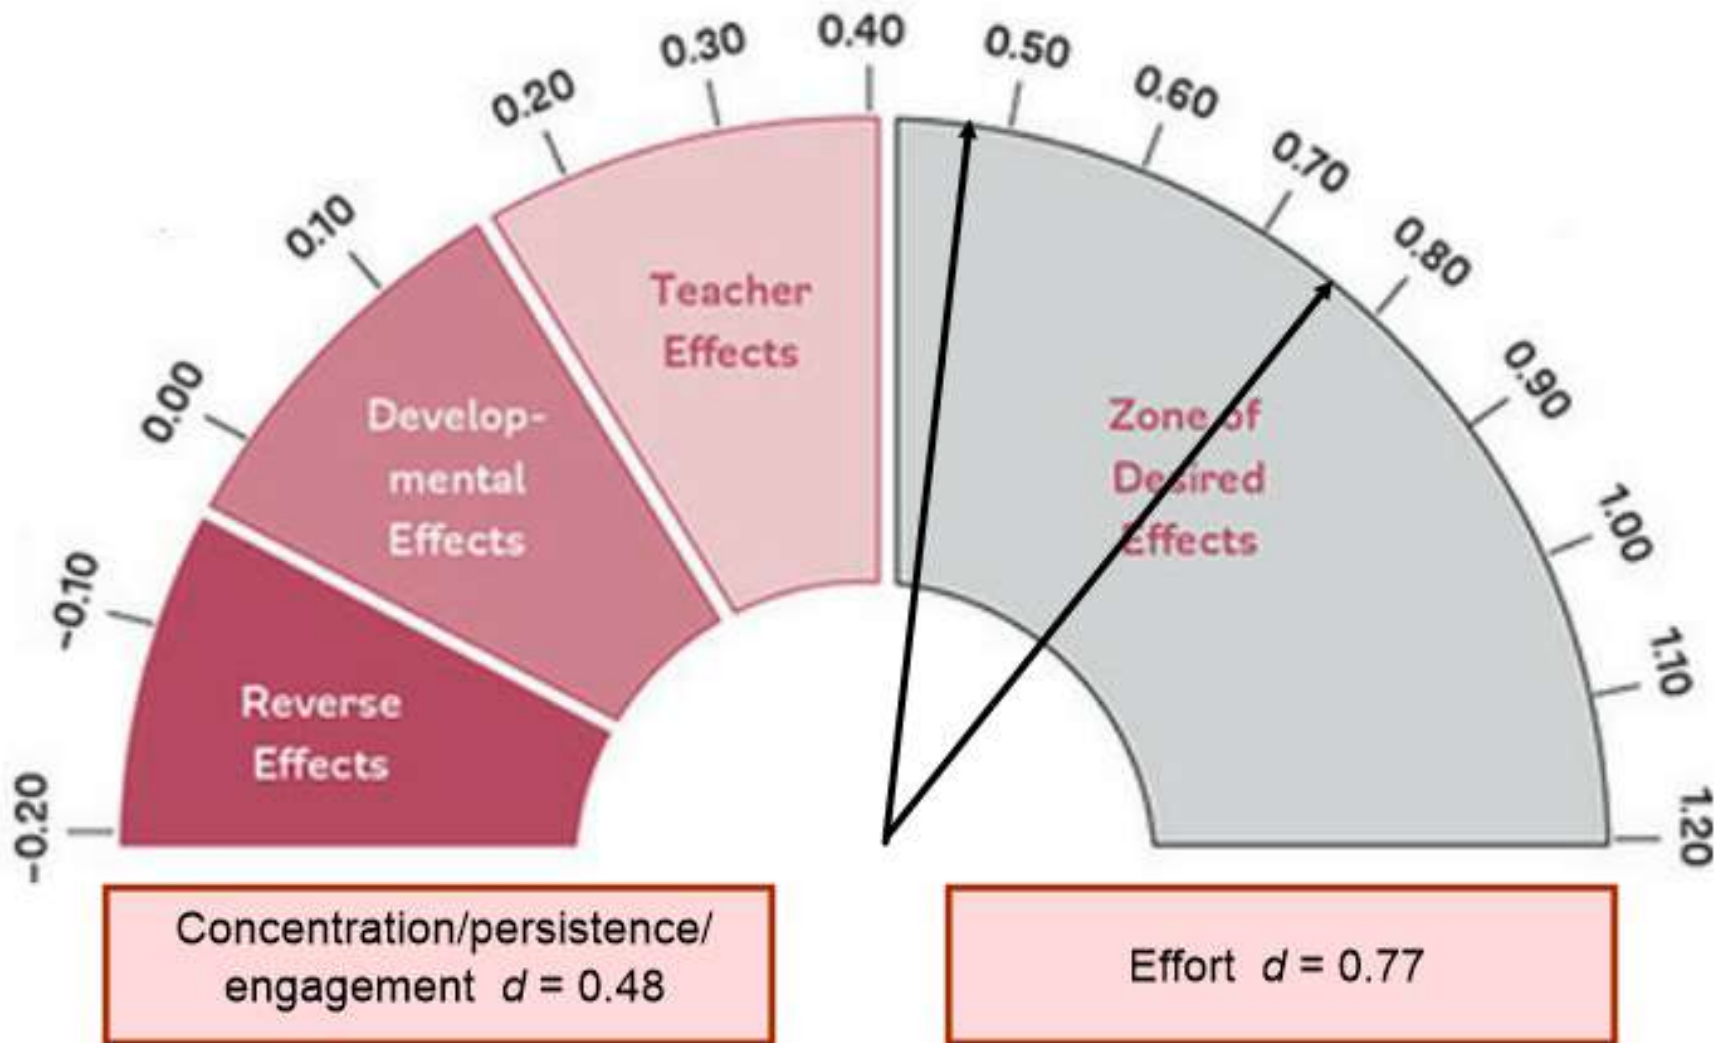 -0.20
-0.10
0.00
0.10
0.20
0.30
0.40
0.50
0.60
0.70
0.80
0.90
1.00
1.10
1.20
Reverse
Effects
Develop-
mental
Effects
Teacher
Effects
Zone of
Desired
Effects
Concentration/persistence/
engagement d = 0.48
Effort d = 0.77